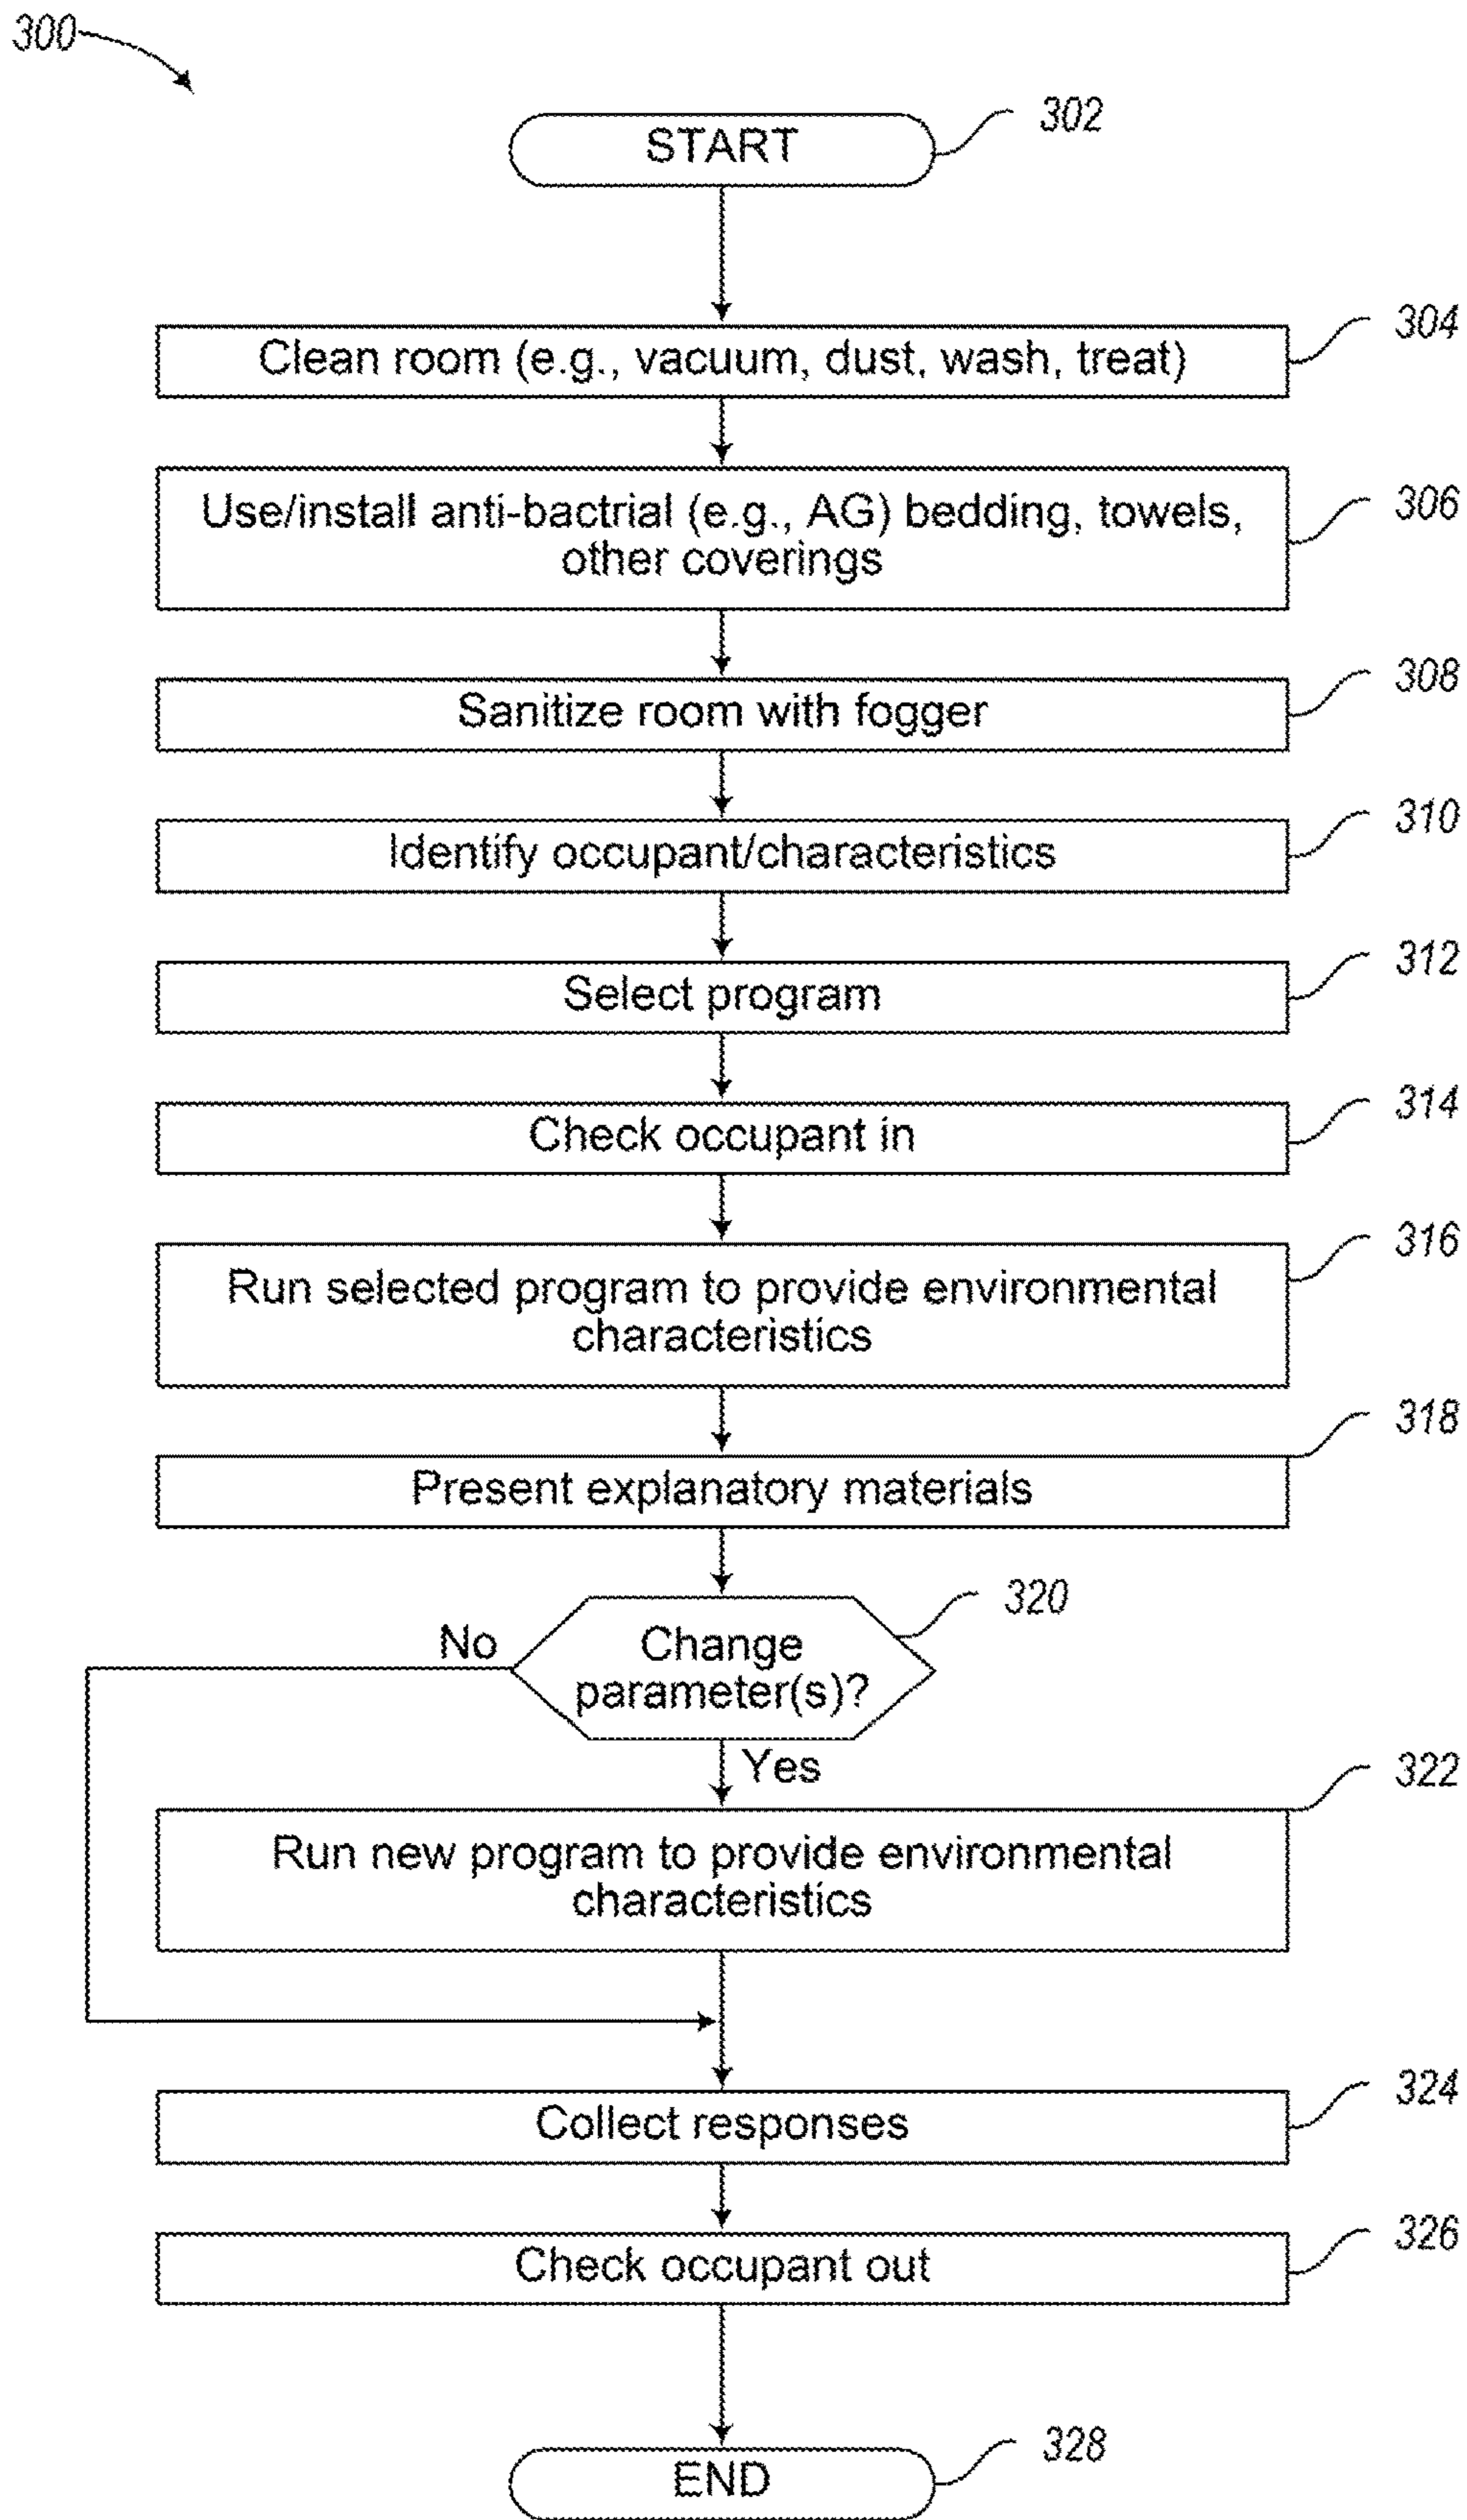 300
START
302
Clean room (e.g., vacuum, dust, wash, treat)
304
Use/install anti-bactrial (e.g., AG) bedding, towels,
other coverings
306
Sanitize room with fogger
308
Identify occupant/characteristics
310
Select program
312
Check occupant in
314
Run selected program to provide environmental
characteristics
316
Present explanatory materials
318
Change
parameter(s)?
320
No
Yes
Run new program to provide environmental
characteristics
322
Collect responses
324
Check occupant out
326
END
328